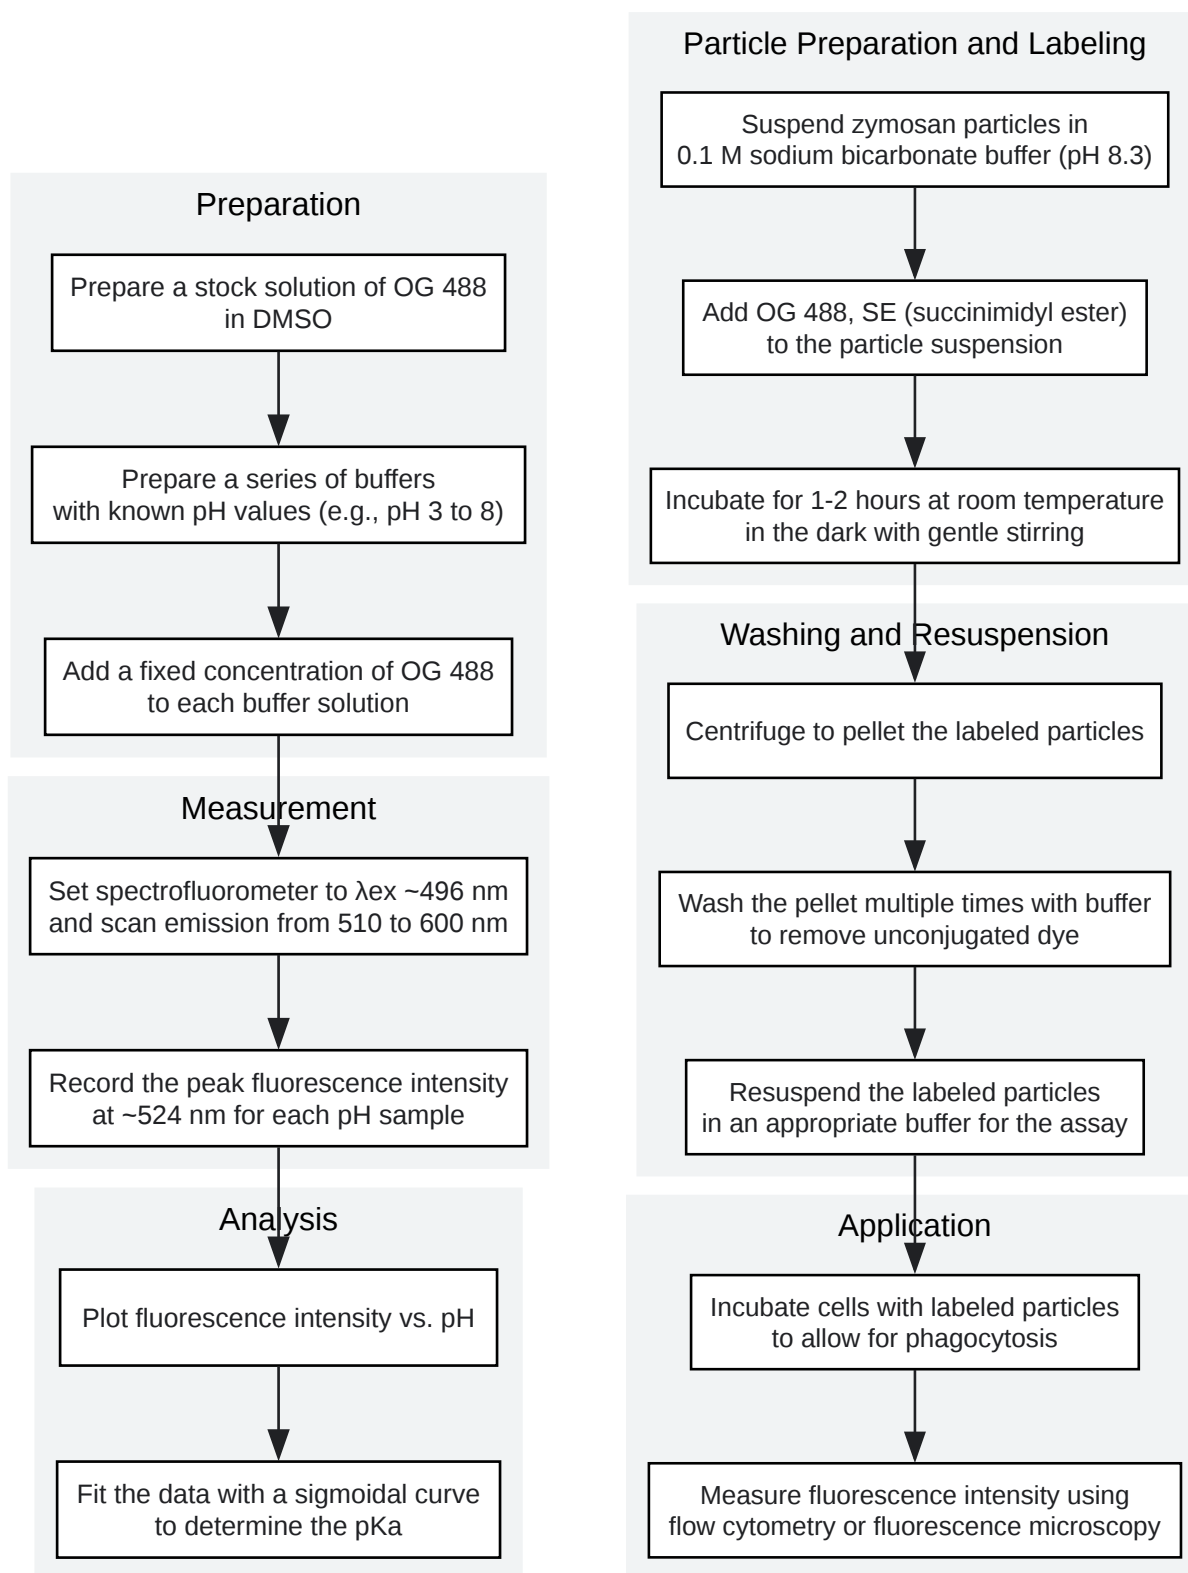 Preparation
Prepare a stock solution of OG 488
in DMSO
Prepare a series of buffers
with known pH values (e.g., pH 3 to 8)
Add a fixed concentration of OG 488
to each buffer solution
Measurement
Set spectrofluorometer to λex ~496 nm
and scan emission from 510 to 600 nm
Record the peak fluorescence intensity
at ~524 nm for each pH sample
Analysis
Plot fluorescence intensity vs. pH
Fit the data with a sigmoidal curve
to determine the pKa
Particle Preparation and Labeling
Suspend zymosan particles in
0.1 M sodium bicarbonate buffer (pH 8.3)
Add OG 488, SE (succinimidyl ester)
to the particle suspension
Incubate for 1-2 hours at room temperature
in the dark with gentle stirring
Washing and Resuspension
Centrifuge to pellet the labeled particles
Wash the pellet multiple times with buffer
to remove unconjugated dye
Resuspend the labeled particles
in an appropriate buffer for the assay
Application
Incubate cells with labeled particles
to allow for phagocytosis
Measure fluorescence intensity using
flow cytometry or fluorescence microscopy